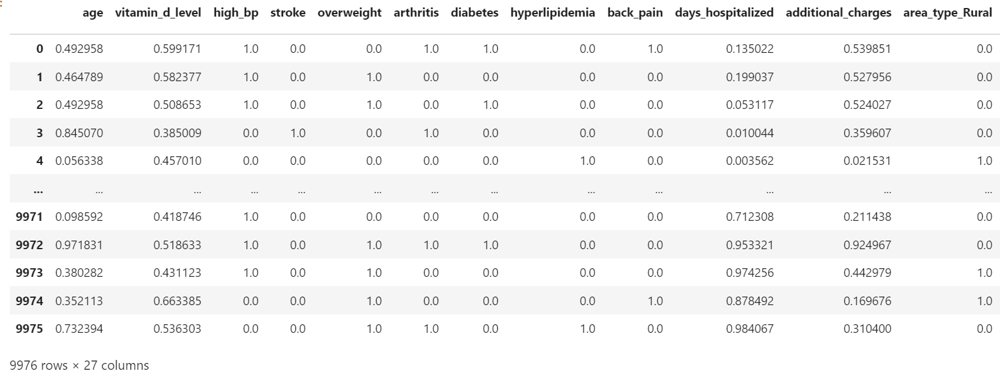 :
age vitamin_d_level high_bp stroke overweight arthritis diabetes hyperlipidemia back_pain days_hospitalized additional_charges area_type_Rural
0 0.492958 0.599171 1.0 0.0 0.0 1.0 1.0 0.0 1.0 0.135022 0.539851 0.0
1 0.464789 0.582377 1.0 0.0 1.0 0.0 0.0 0.0 0.0 0.199037 0.527956 0.0
2 0.492958 0.508653 1.0 0.0 1.0 0.0 1.0 0.0 0.0 0.053117 0.524027 0.0
3 0.845070 0.385009 0.0 1.0 0.0 1.0 0.0 0.0 0.0 0.010044 0.359607 0.0
4 0.056338 0.457010 0.0 0.0 0.0 0.0 0.0 1.0 0.0 0.003562 0.021531 1.0
... ... ... ... ... ... ... ... ... ... ... ... ...
9971 0.098592 0.418746 1.0 0.0 0.0 0.0 0.0 0.0 0.0 0.712308 0.211438 0.0
9972 0.971831 0.518633 1.0 0.0 1.0 1.0 1.0 0.0 0.0 0.953321 0.924967 0.0
9973 0.380282 0.431123 1.0 0.0 1.0 0.0 0.0 0.0 0.0 0.974256 0.442979 1.0
9974 0.352113 0.663385 0.0 0.0 1.0 0.0 0.0 0.0 1.0 0.878492 0.169676 1.0
9975 0.732394 0.536303 0.0 0.0 1.0 1.0 0.0 1.0 0.0 0.984067 0.310400 0.0
9976 rows × 27 columns